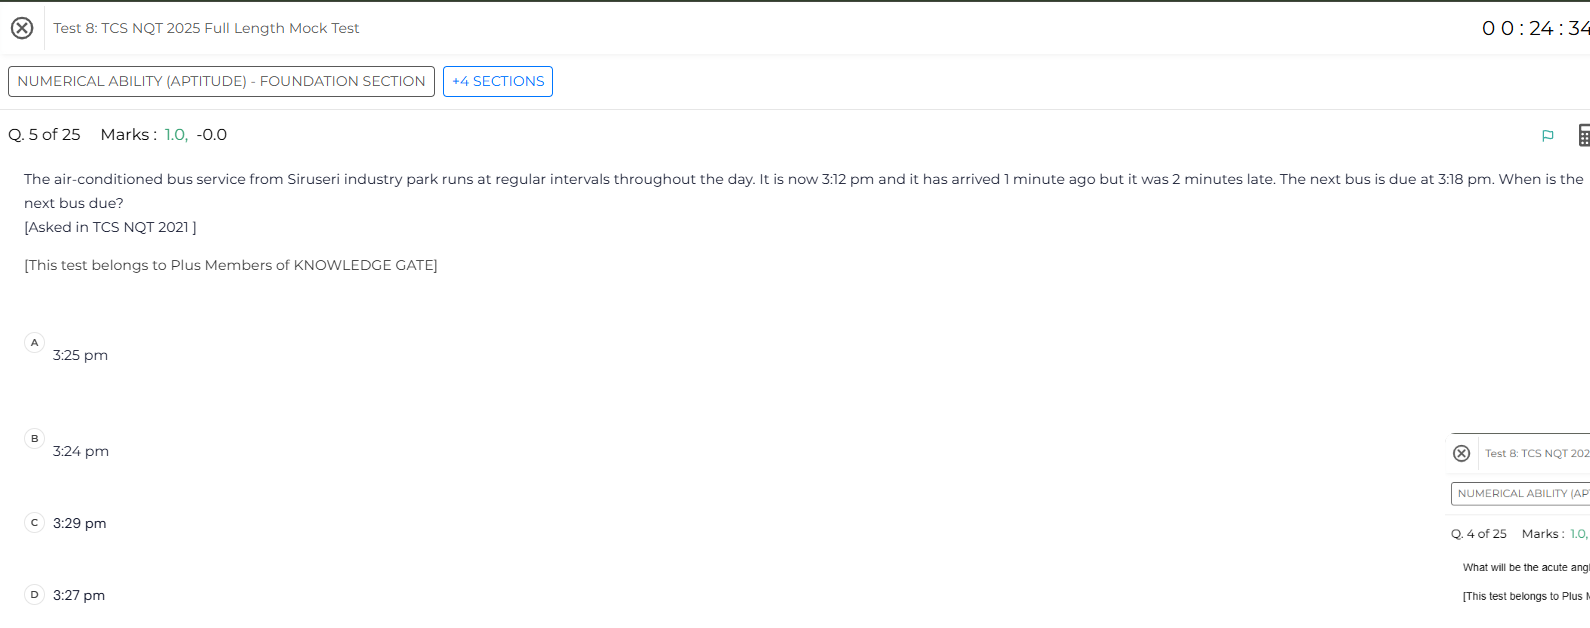 Test 8: TCS NQT 2025 Full Length Mock Test
0 0 : 24 : 34
NUMERICAL ABILITY (APTITUDE) - FOUNDATION SECTION
+4 SECTIONS
Q. 5 of 25 Marks : 1.0, -0.0
The air-conditioned bus service from Siruseri industry park runs at regular intervals throughout the day. It is now 3:12 pm and it has arrived 1 minute ago but it was 2 minutes late. The next bus is due at 3:18 pm. When is the
next bus due?
[Asked in TCS NQT 2021 ]
[This test belongs to Plus Members of KNOWLEDGE GATE]
A
3:25 pm
B
3:24 pm
C 3:29 pm
D 3:27 pm
Test 8: TCS NQT 202
NUMERICAL ABILITY (AP
Q. 4 of 25 Marks : 1.0,
What will be the acute ang
[This test belongs to Plus